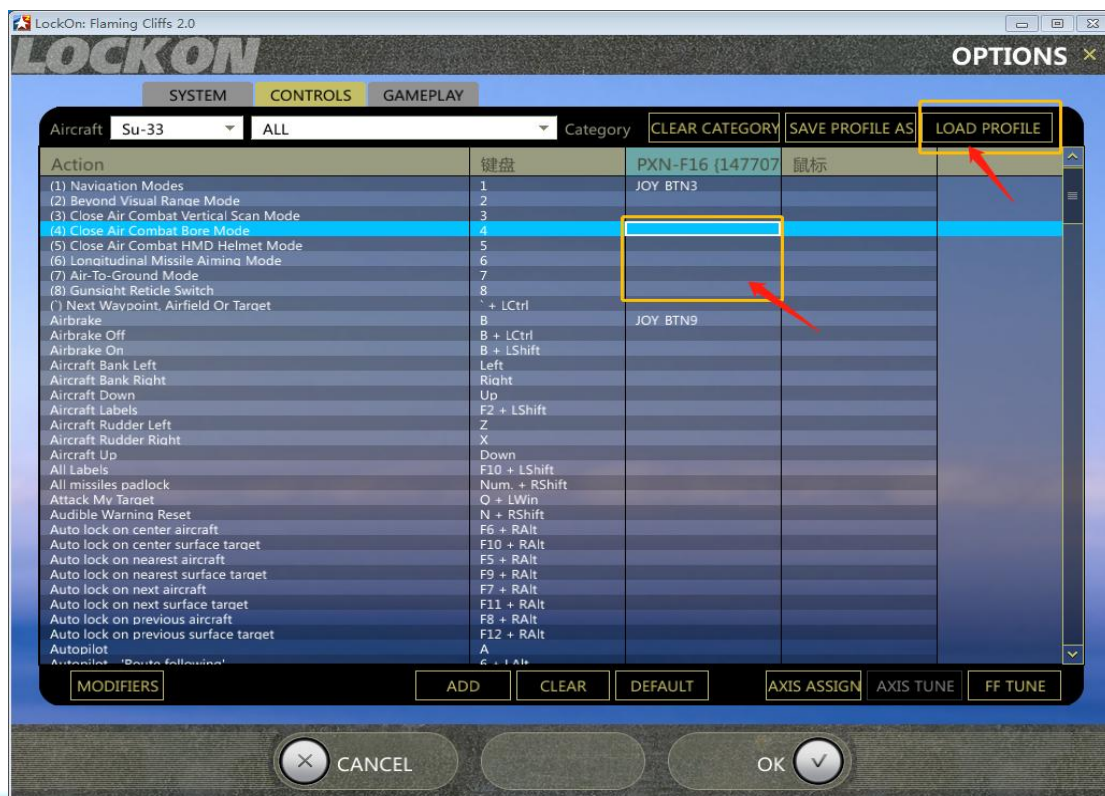 LockOn: Flaming Cliffs 2.0
LOCKON
OPTIONS
SYSTEM CONTROLS GAMEPLAY
Aircraft Su-33 ALL Category CLEAR CATEGORY SAVE PROFILE AS LOAD PROFILE
Action 键盘 PXN-F16 {147707 鼠标
(1) Navigation Modes 1 JOY BTN3
(2) Beyond Visual Range Mode 2
(3) Close Air Combat Vertical Scan Mode 3
(4) Close Air Combat Bore Mode 4
(5) Close Air Combat HMD Helmet Mode 5
(6) Longitudinal Missile Aiming Mode 6
(7) Air-To-Ground Mode 7
(8) Gunsight Reticle Switch 8
(`) Next Waypoint, Airfield Or Target ` + LCtrl
Airbrake B JOY BTN9
Airbrake Off B + LCtrl
Airbrake On B + LShift
Aircraft Bank Left Left
Aircraft Bank Right Right
Aircraft Down Up
Aircraft Labels F2 + LShift
Aircraft Rudder Left Z
Aircraft Rudder Right X
Aircraft Up Down
All Labels F10 + LShift
All missiles padlock Num. + RShift
Attack My Target Q + LWin
Audible Warning Reset N + RShift
Auto lock on center aircraft F6 + RAlt
Auto lock on center surface target F10 + RAlt
Auto lock on nearest aircraft F5 + RAlt
Auto lock on nearest surface target F9 + RAlt
Auto lock on next aircraft F7 + RAlt
Auto lock on next surface target F11 + RAlt
Auto lock on previous aircraft F8 + RAlt
Auto lock on previous surface target F12 + RAlt
Autopilot A
Autopilot - 'Route following' 6 + LAlt
MODIFIERS ADD CLEAR DEFAULT AXIS ASSIGN AXIS TUNE FF TUNE
CANCEL OK